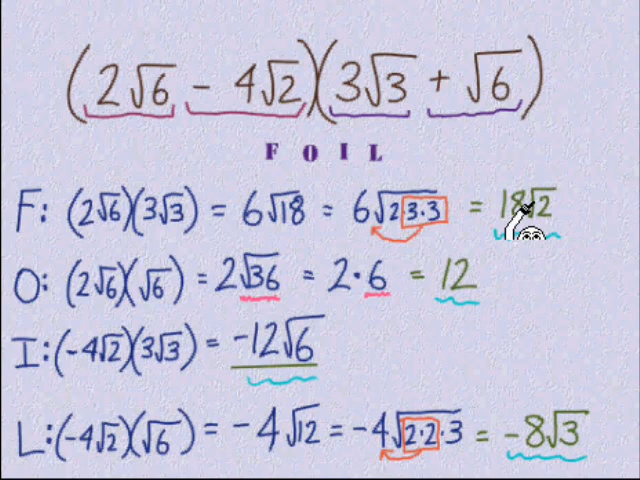 (2√6 - 4√2)(3√3 + √6)
F O I L
F: (2√6)(3√3) = 6√18 = 6√2·3·3 = 18√2
O: (2√6)(√6) = 2√36 = 2·6 = 12
I: (-4√2)(3√3) = -12√6
L: (-4√2)(√6) = -4√12 = -4√2·2·3 = -8√3